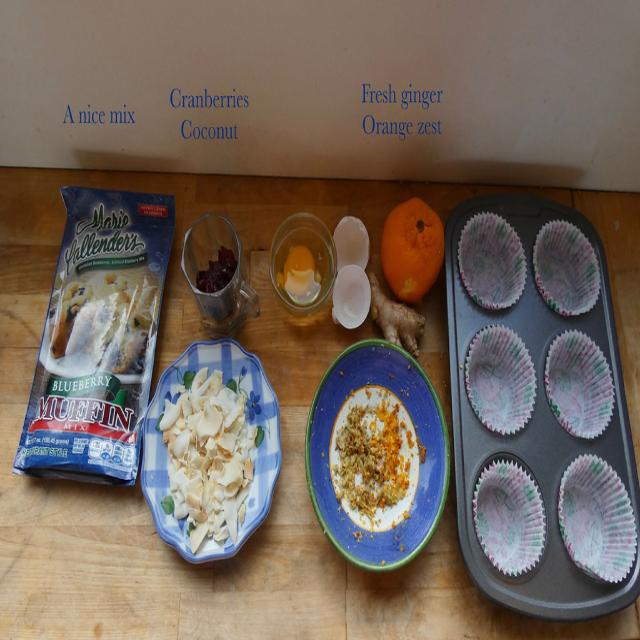 A nice mix
Cranberries
Coconut
Fresh ginger
Orange zest
Marie
Callender's
BLUEBERRY
MUFFIN
MIX